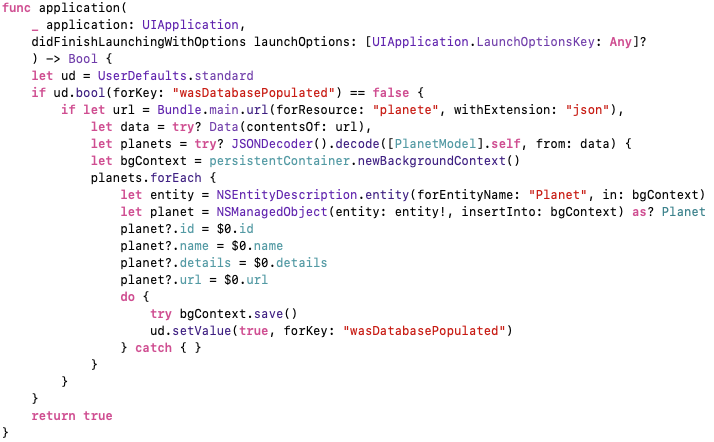 func application(
    _ application: UIApplication,
    didFinishLaunchingWithOptions launchOptions: [UIApplication.LaunchOptionsKey: Any]?
    ) -> Bool {
    let ud = UserDefaults.standard
    if ud.bool(forKey: "wasDatabasePopulated") == false {
        if let url = Bundle.main.url(forResource: "planete", withExtension: "json"),
            let data = try? Data(contentsOf: url),
            let planets = try? JSONDecoder().decode([PlanetModel].self, from: data) {
            let bgContext = persistentContainer.newBackgroundContext()
            planets.forEach {
                let entity = NSEntityDescription.entity(forEntityName: "Planet", in: bgContext)
                let planet = NSManagedObject(entity: entity!, insertInto: bgContext) as? Planet
                planet?.id = $0.id
                planet?.name = $0.name
                planet?.details = $0.details
                planet?.url = $0.url
                do {
                    try bgContext.save()
                    ud.setValue(true, forKey: "wasDatabasePopulated")
                } catch { }
            }
        }
    }
    return true
}